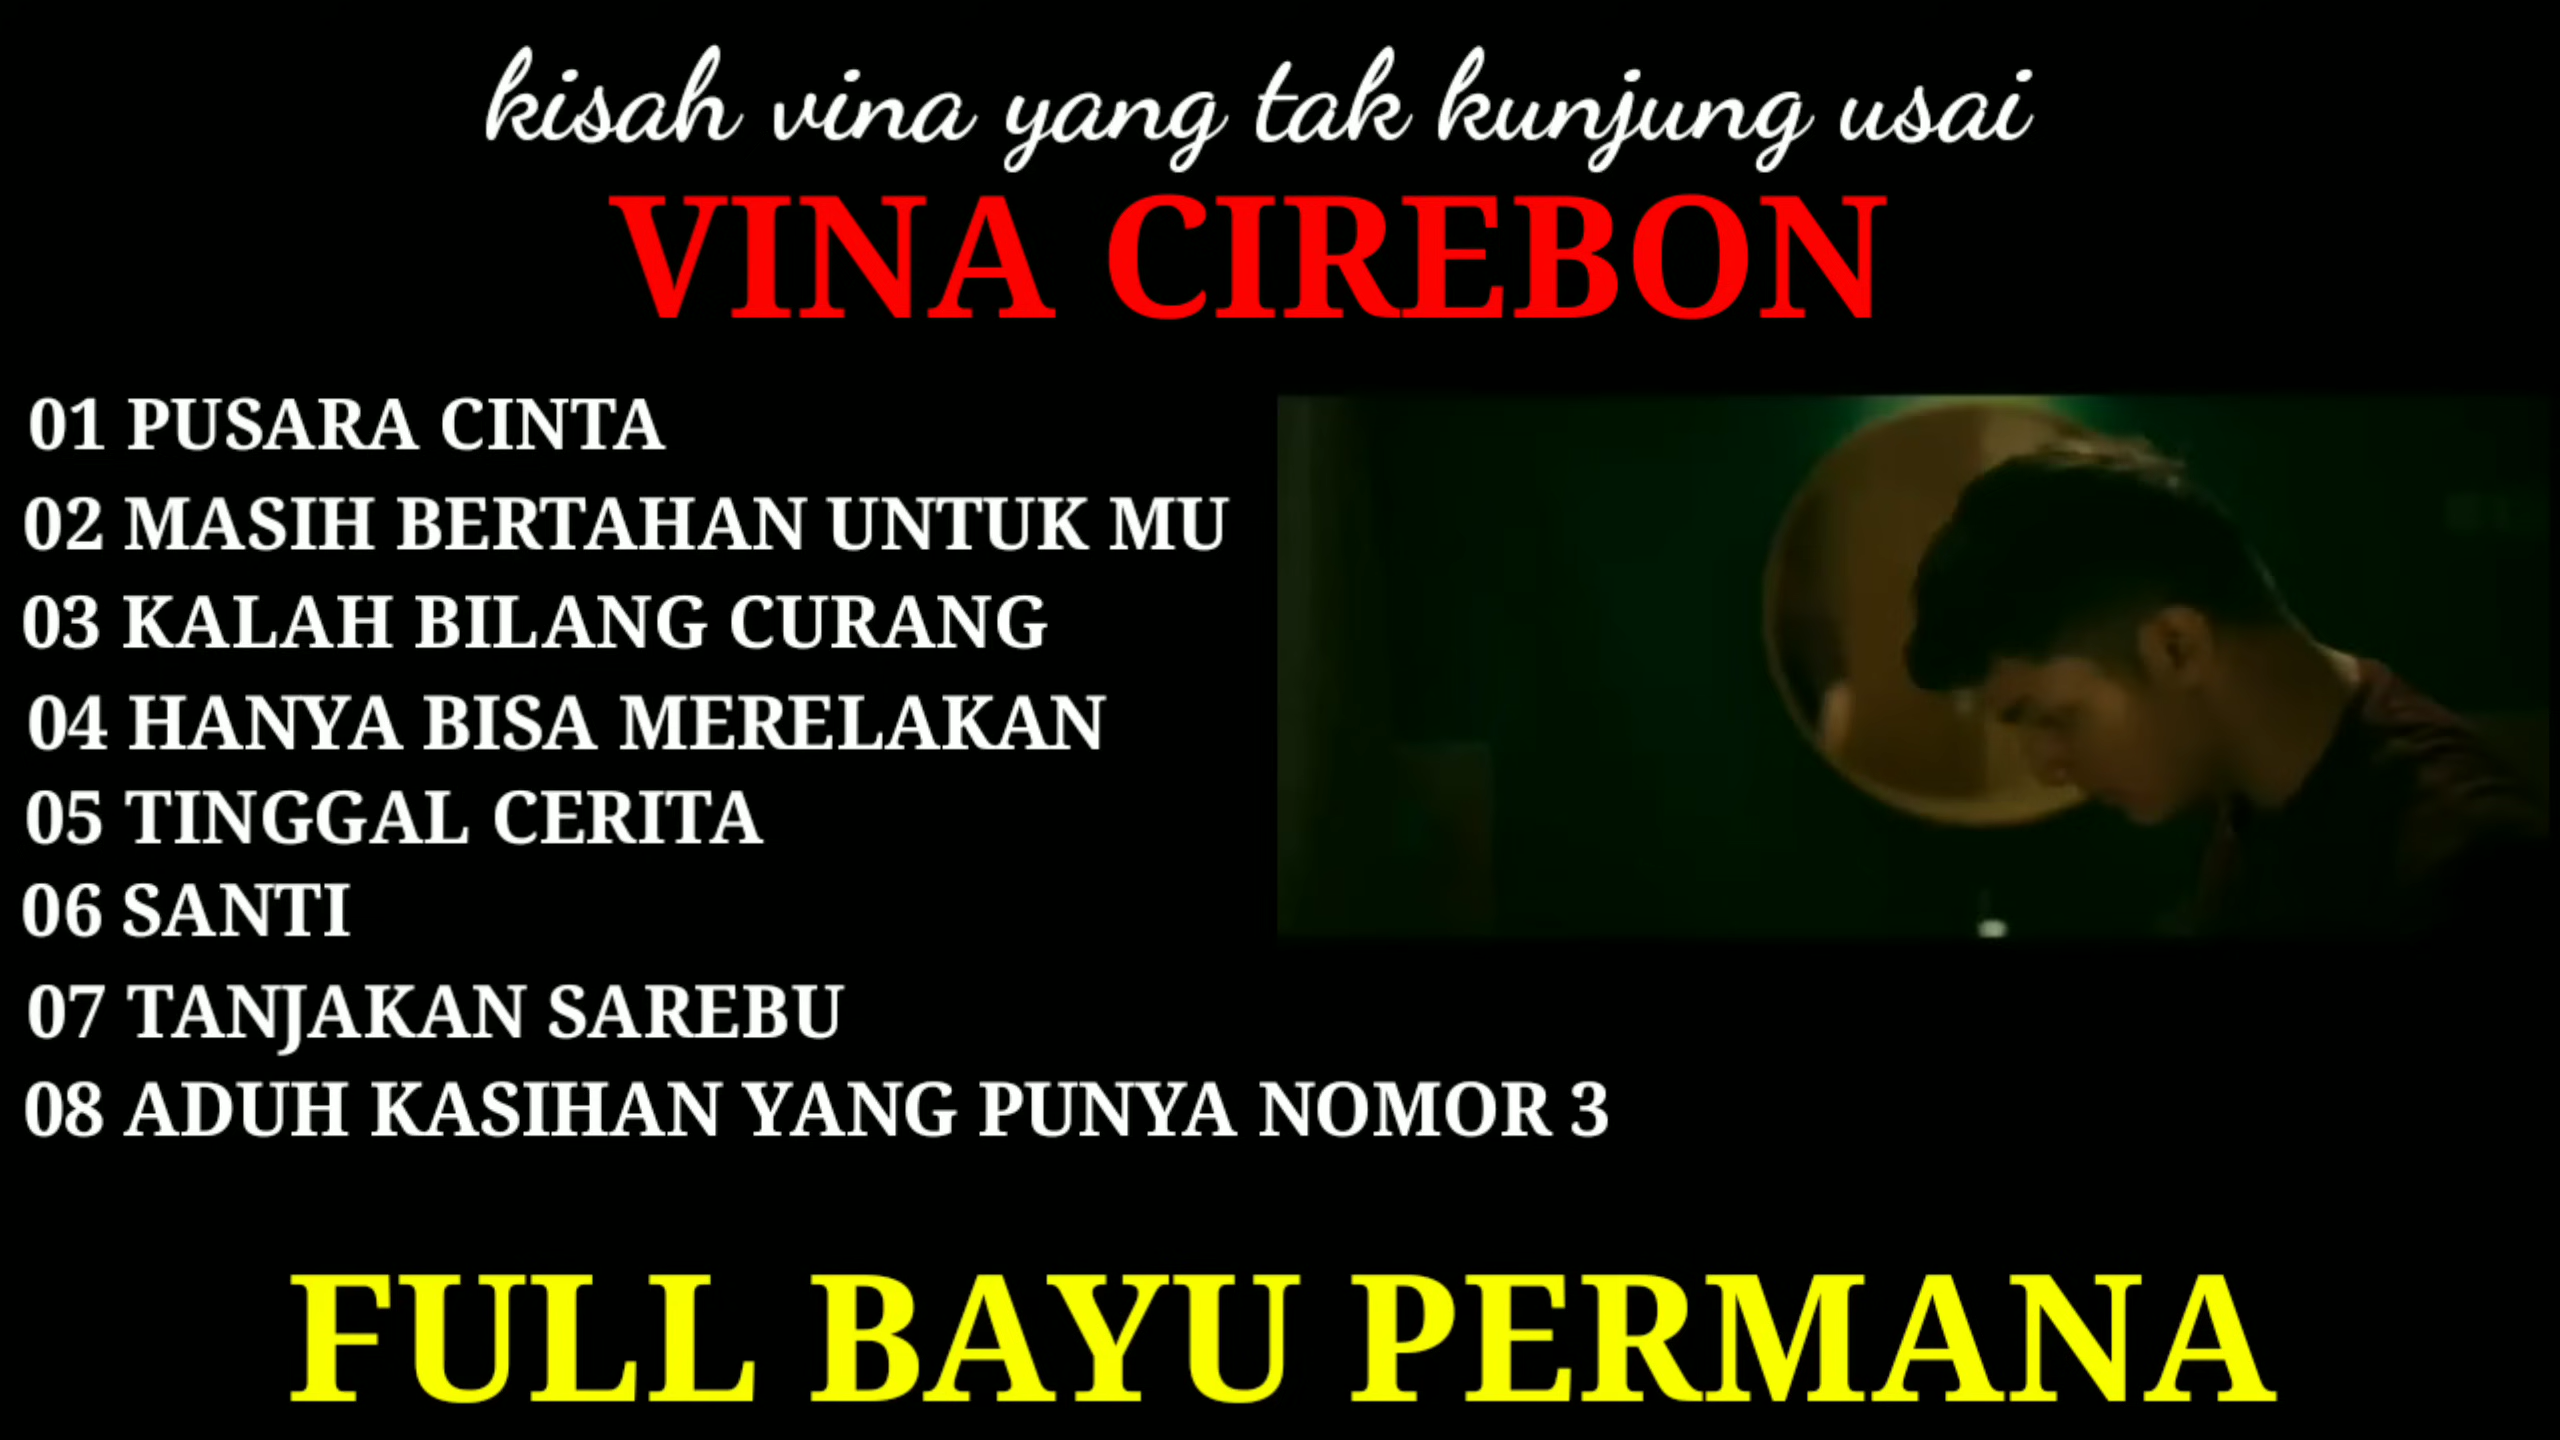 kisah vina yang tak kunjung usai
VINA CIREBON
01 PUSARA CINTA
02 MASIH BERTAHAN UNTUK MU
03 KALAH BILANG CURANG
04 HANYA BISA MERELAKAN
05 TINGGAL CERITA
06 SANTI
07 TANJAKAN SAREBU
08 ADUH KASIHAN YANG PUNYA NOMOR 3
FULL BAYU PERMANA